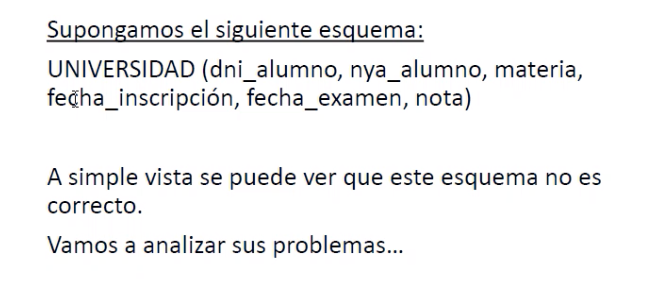 Supongamos el siguiente esquema:
UNIVERSIDAD (dni_alumno, nya_alumno, materia,
fecha_inscripción, fecha_examen, nota)
A simple vista se puede ver que este esquema no es
correcto.
Vamos a analizar sus problemas...